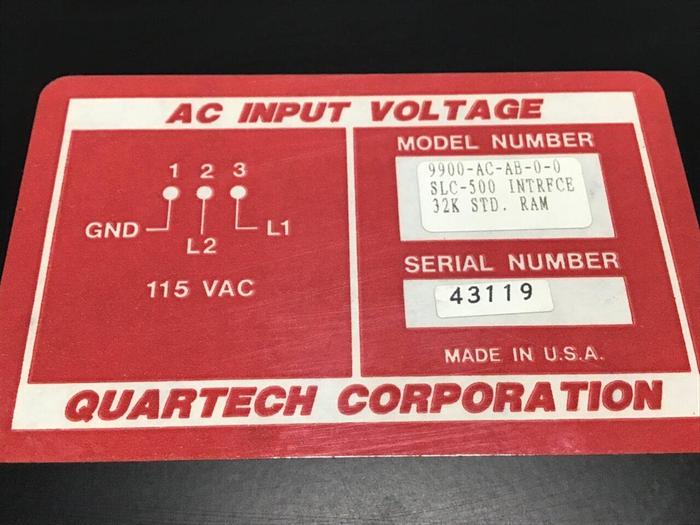 AC INPUT VOLTAGE
1 2 3
GND
L2
L1
115 VAC
MODEL NUMBER
9900-AC-AB-0-0
SLC-500 INTRFCE
32K STD. RAM
SERIAL NUMBER
43119
MADE IN U.S.A.
QUARTECH CORPORATION